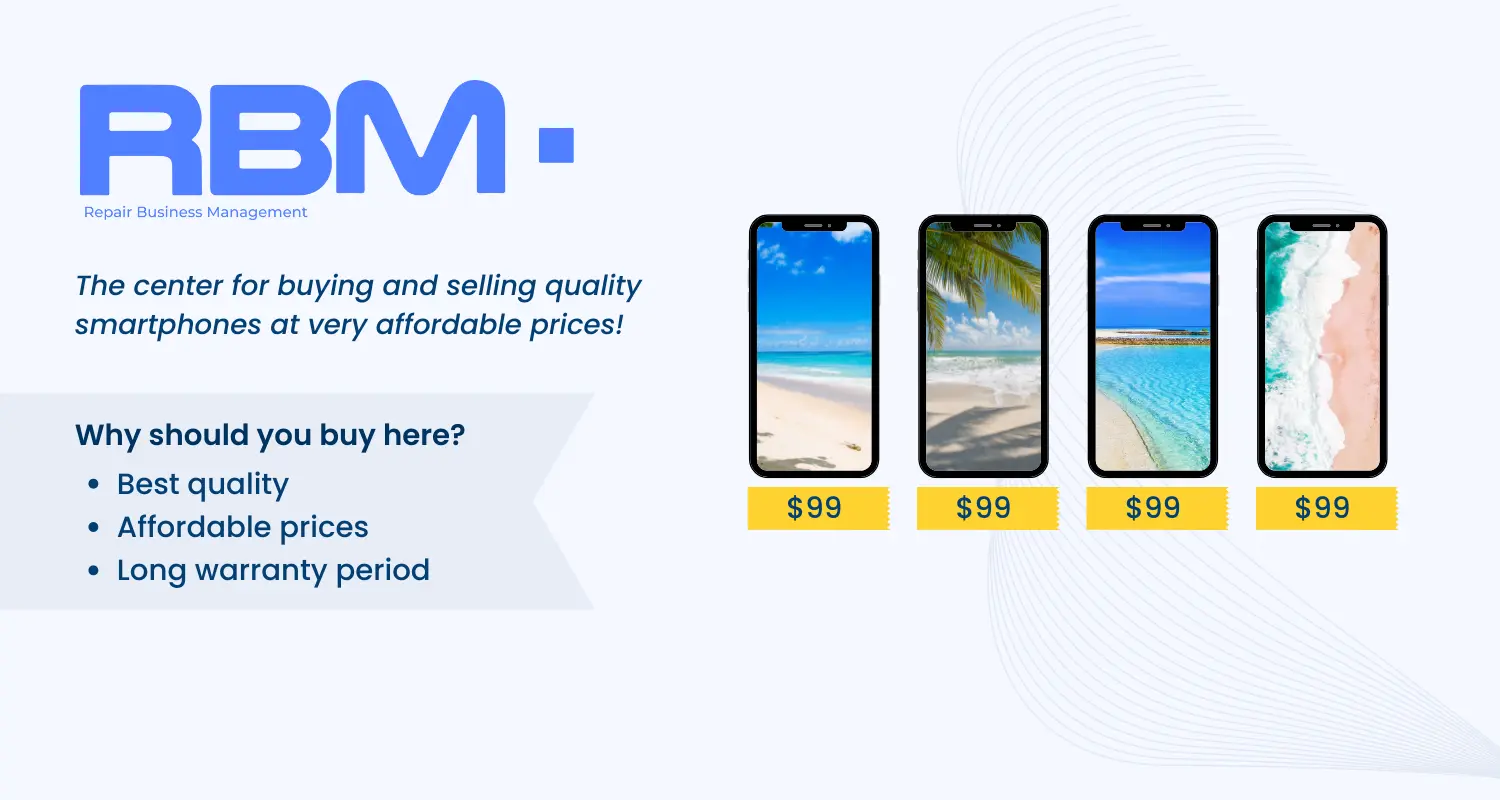 RBM
Repair Business Management
The center for buying and selling quality
smartphones at very affordable prices!
Why should you buy here?
• Best quality
• Affordable prices
• Long warranty period
$99
$99
$99
$99